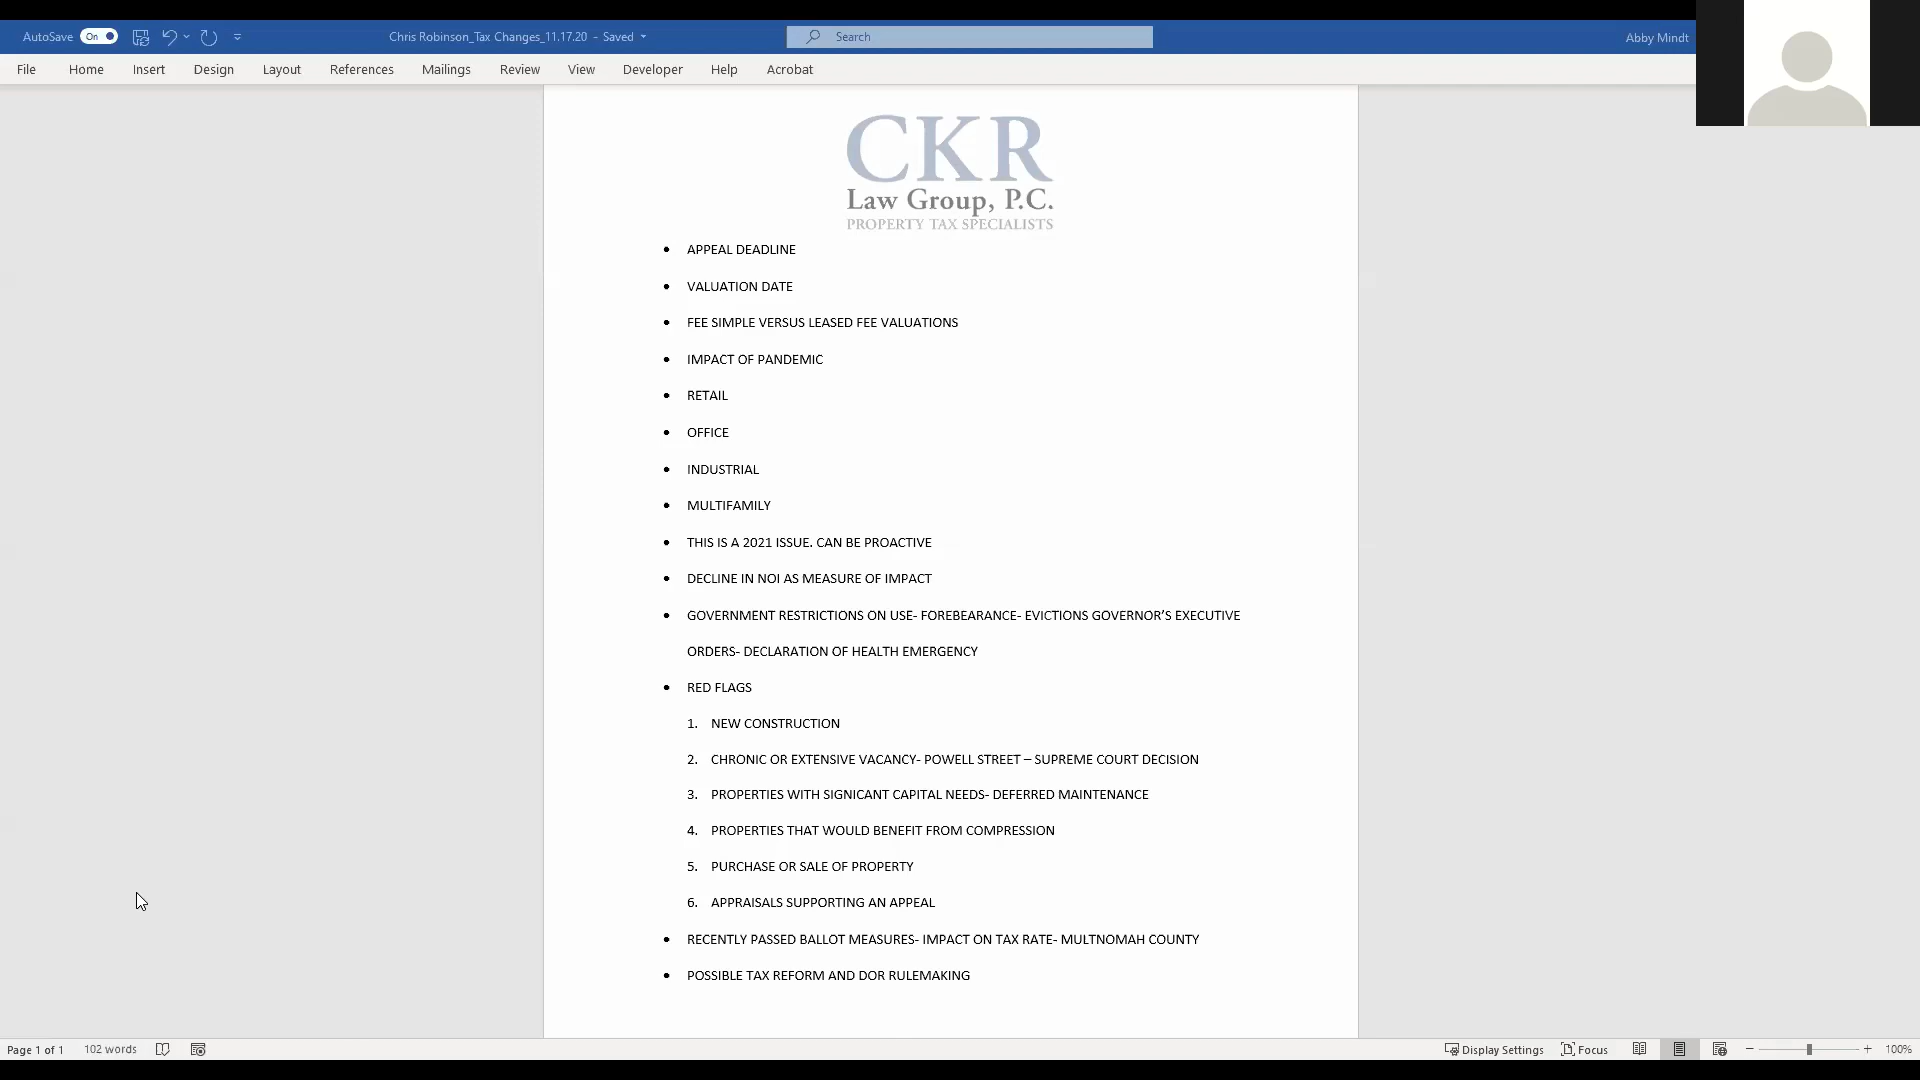 AutoSave On Chris Robinson_Tax Changes_11.17.20 - Saved Search Abby Mindt
File Home Insert Design Layout References Mailings Review View Developer Help Acrobat
CKR
Law Group, P.C.
PROPERTY TAX SPECIALISTS
• APPEAL DEADLINE
• VALUATION DATE
• FEE SIMPLE VERSUS LEASED FEE VALUATIONS
• IMPACT OF PANDEMIC
• RETAIL
• OFFICE
• INDUSTRIAL
• MULTIFAMILY
• THIS IS A 2021 ISSUE. CAN BE PROACTIVE
• DECLINE IN NOI AS MEASURE OF IMPACT
• GOVERNMENT RESTRICTIONS ON USE- FOREBEARANCE- EVICTIONS GOVERNOR’S EXECUTIVE
ORDERS- DECLARATION OF HEALTH EMERGENCY
• RED FLAGS
1. NEW CONSTRUCTION
2. CHRONIC OR EXTENSIVE VACANCY- POWELL STREET – SUPREME COURT DECISION
3. PROPERTIES WITH SIGNICANT CAPITAL NEEDS- DEFERRED MAINTENANCE
4. PROPERTIES THAT WOULD BENEFIT FROM COMPRESSION
5. PURCHASE OR SALE OF PROPERTY
6. APPRAISALS SUPPORTING AN APPEAL
• RECENTLY PASSED BALLOT MEASURES- IMPACT ON TAX RATE- MULTNOMAH COUNTY
• POSSIBLE TAX REFORM AND DOR RULEMAKING
Page 1 of 1 102 words Display Settings Focus 100%